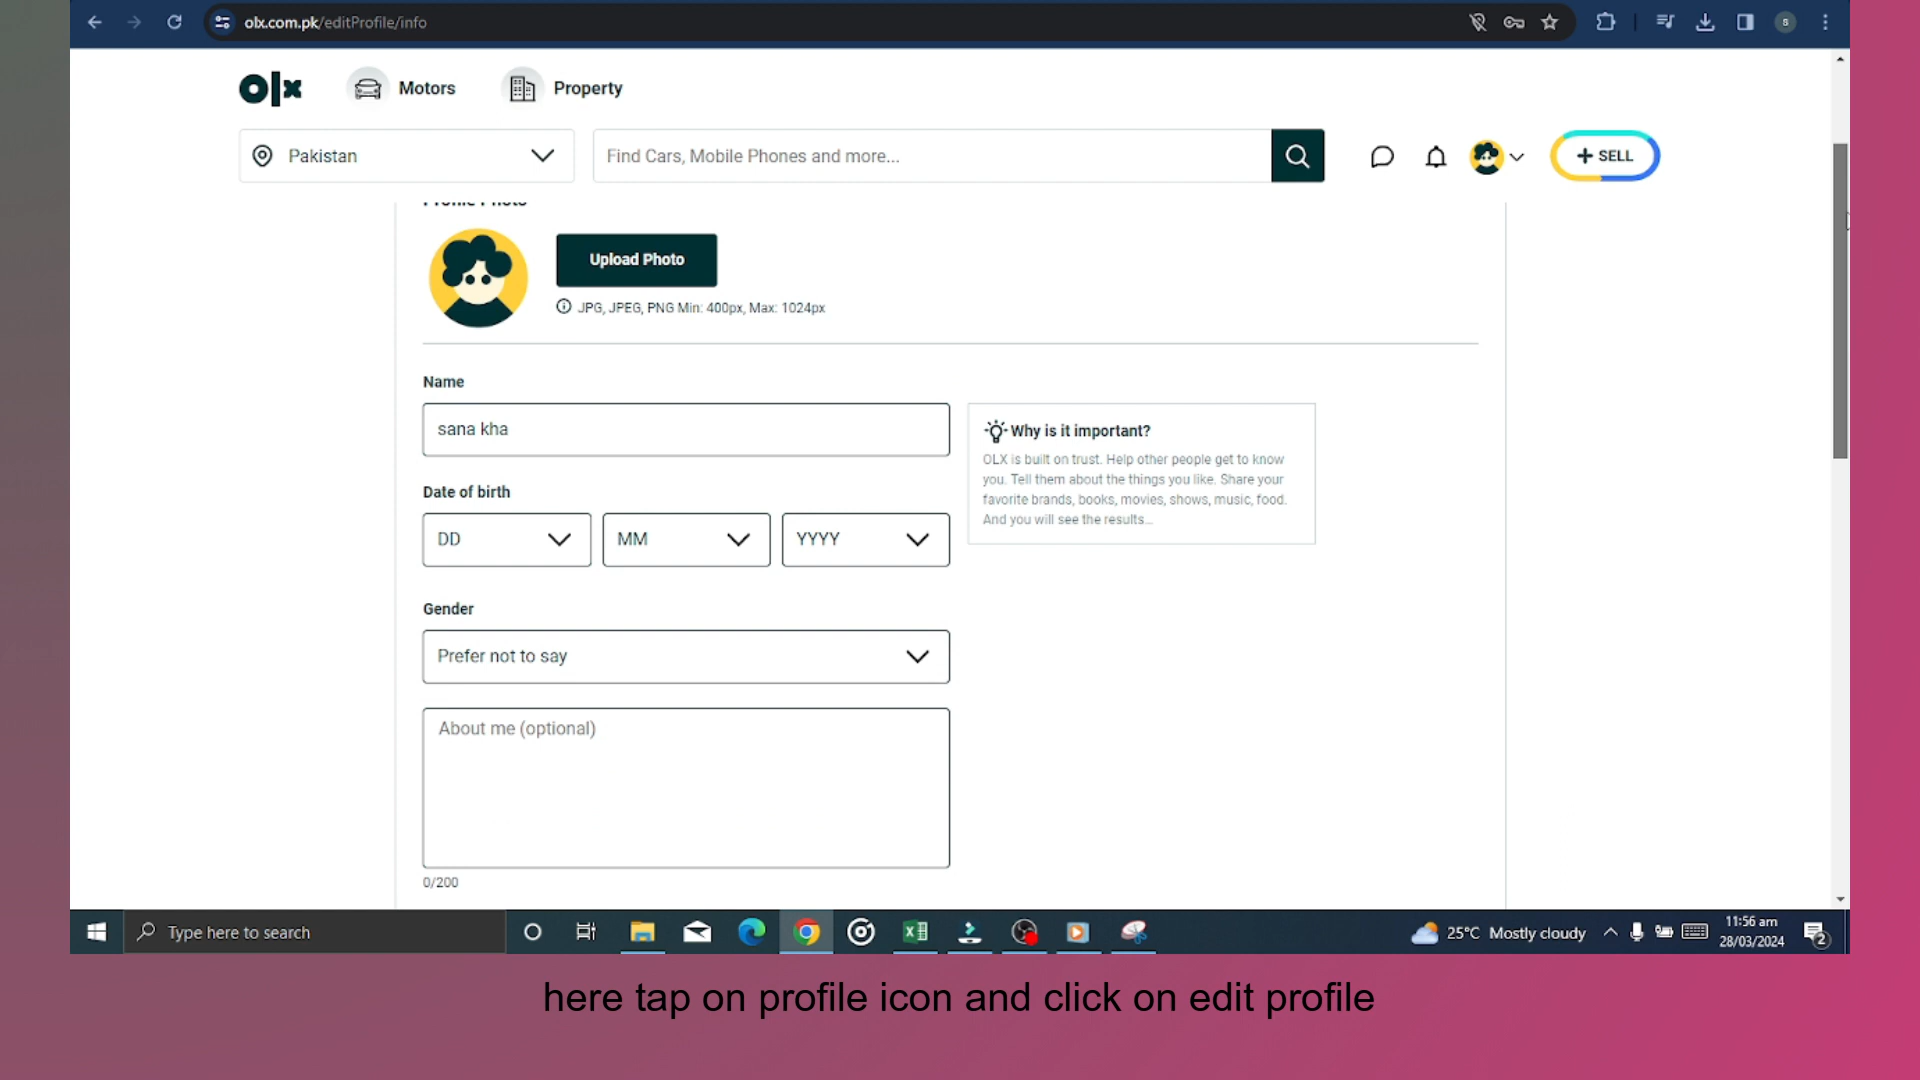 olx.com.pk/editProfile/info
S
olx
Motors
Property
Pakistan
Find Cars, Mobile Phones and more...
+ SELL
Profile Photo
Upload Photo
JPG, JPEG, PNG Min: 400px, Max: 1024px
Name
sana kha
Why is it important?
OLX is built on trust. Help other people get to know
you. Tell them about the things you like. Share your
favorite brands, books, movies, shows, music, food.
And you will see the results...
Date of birth
DD
MM
YYYY
Gender
Prefer not to say
About me (optional)
0/200
Type here to search
25°C Mostly cloudy
11:56 am
28/03/2024
2
here tap on profile icon and click on edit profile